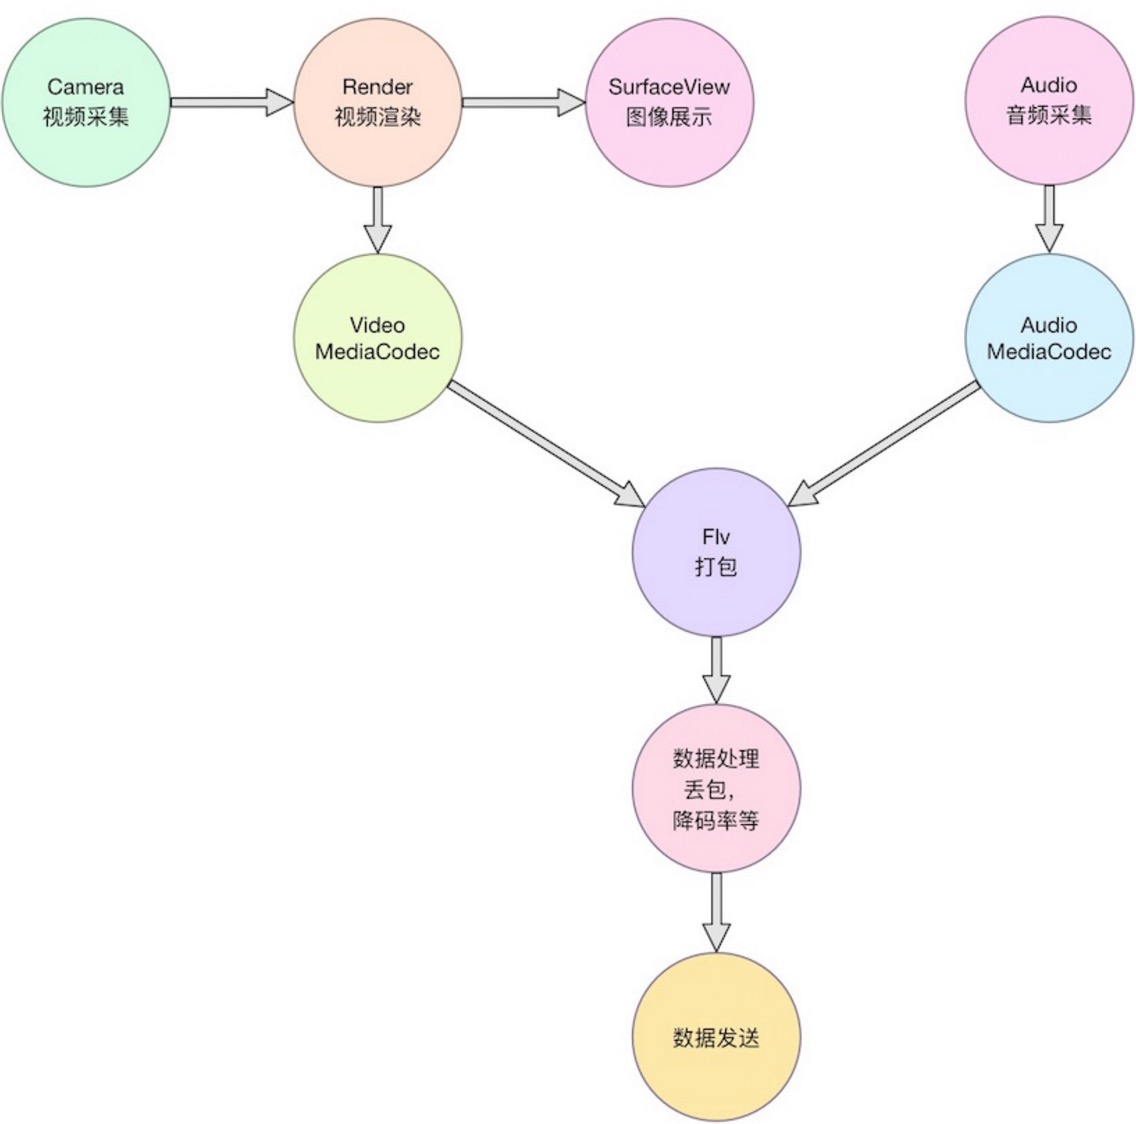 Camera
视频采集
Render
视频渲染
SurfaceView
图像展示
Audio
音频采集
Video
MediaCodec
Audio
MediaCodec
Flv
打包
数据处理
丢包，
降码率等
数据发送